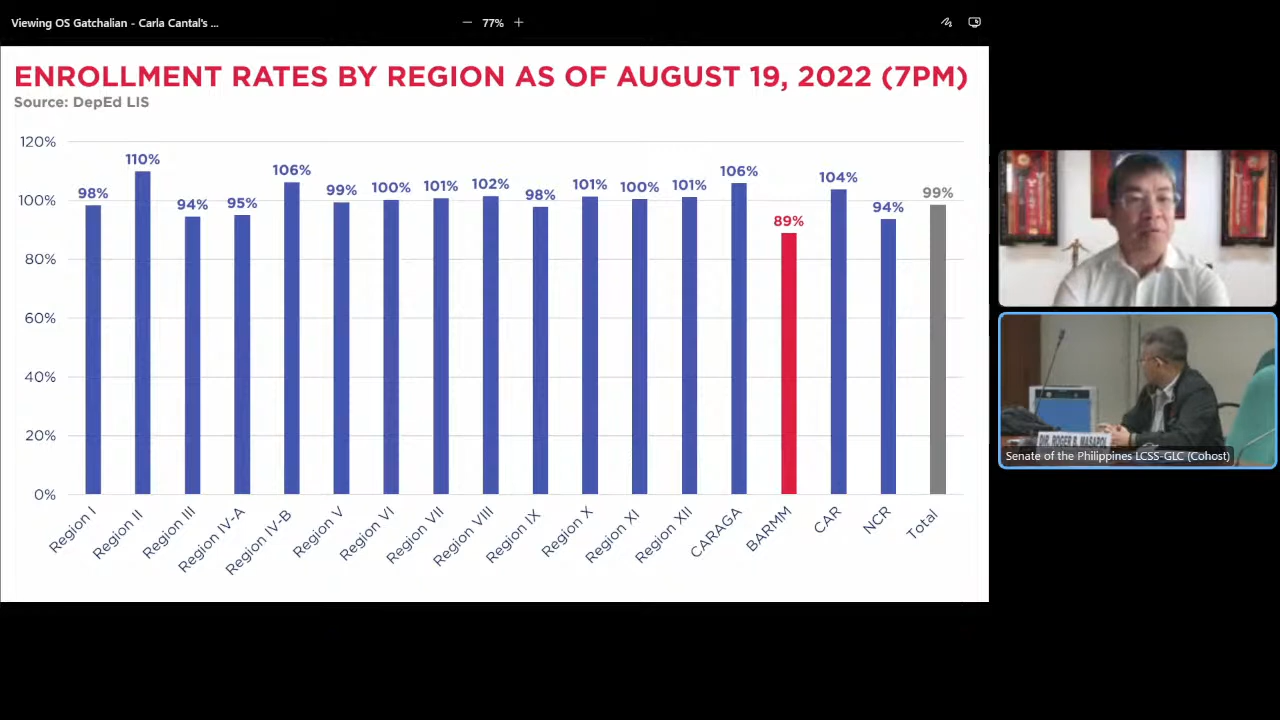 Viewing OS Gatchalian - Carla Cantal's ...
77%
ENROLLMENT RATES BY REGION AS OF AUGUST 19, 2022 (7PM)
Source: DepEd LIS
120%
100%
80%
60%
40%
20%
0%
98%
110%
94%
95%
106%
99%
100%
101%
102%
98%
101%
100%
101%
106%
89%
104%
94%
99%
Region I
Region II
Region III
Region IV-A
Region IV-B
Region V
Region VI
Region VII
Region VIII
Region IX
Region X
Region XI
Region XII
CARAGA
BARMM
CAR
NCR
Total
DIR. ROGER B. MASAPOL
Senate of the Philippines LCSS-GLC (Cohost)